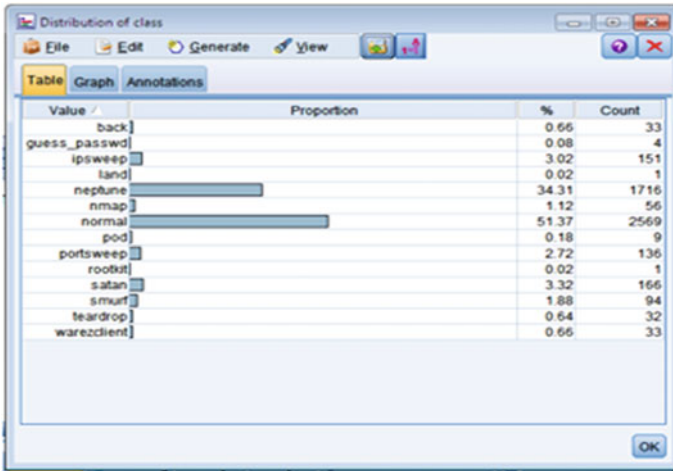 Distribution of class
File Edit Generate View
Table Graph Annotations
Value Proportion % Count
back 0.66 33
guess_passwd 0.08 4
ipsweep 3.02 151
land 0.02 1
neptune 34.31 1716
nmap 1.12 56
normal 51.37 2569
pod 0.18 9
portsweep 2.72 136
rootkit 0.02 1
satan 3.32 166
smurf 1.88 94
teardrop 0.64 32
warezclient 0.66 33
OK